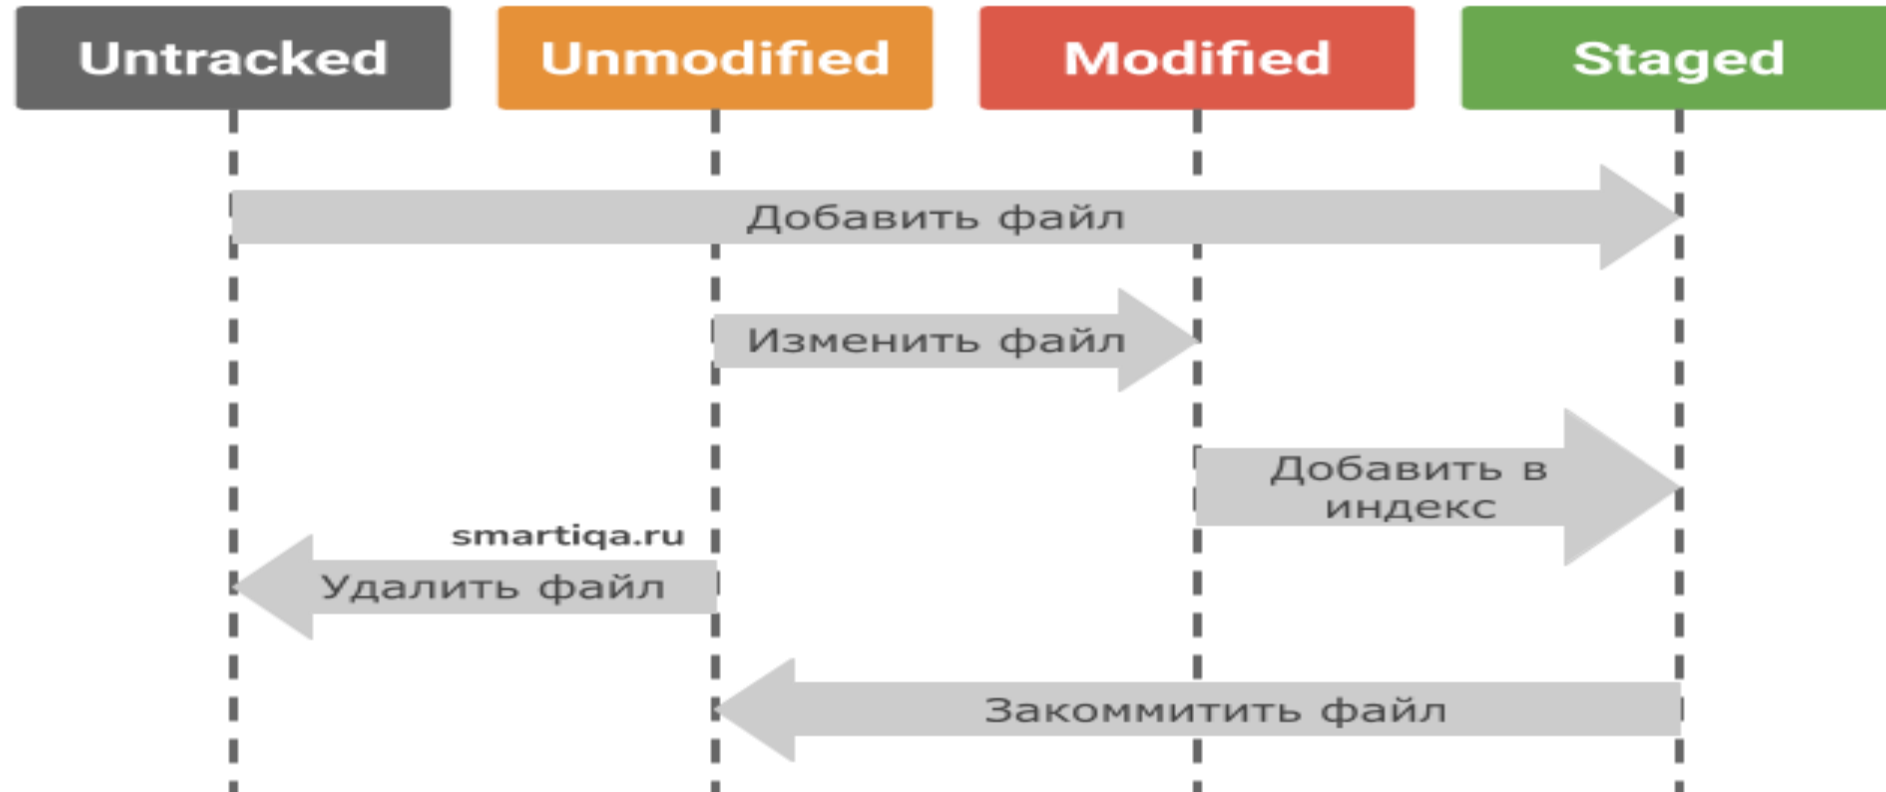 Untracked
Unmodified
Modified
Staged
Добавить файл
Изменить файл
Добавить в
индекс
smartiqa.ru
Удалить файл
Закоммитить файл